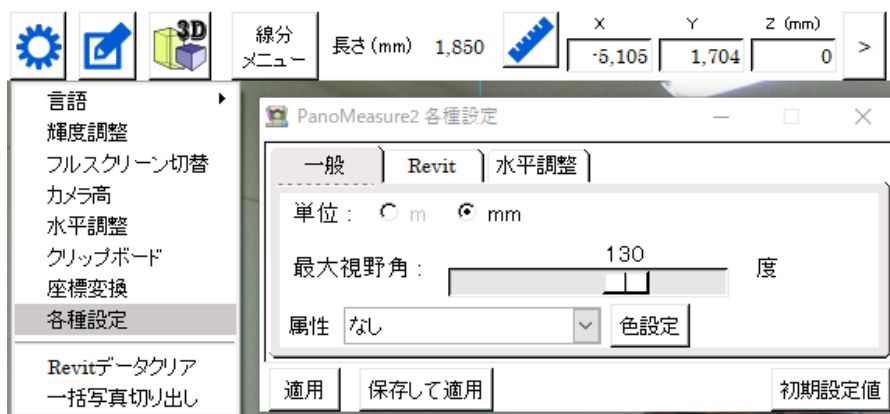 3D
線分
メニュー
長さ(mm) 1,850
X Y Z (mm)
-5,105 1,704 0 >
言語
輝度調整
フルスクリーン切替
カメラ高
水平調整
クリップボード
座標変換
各種設定
Revitデータクリア
一括写真切り出し
PanoMeasure2 各種設定
一般 Revit 水平調整
単位: m mm
130
最大視野角: 度
属性 なし 色設定
適用 保存して適用 初期設定値